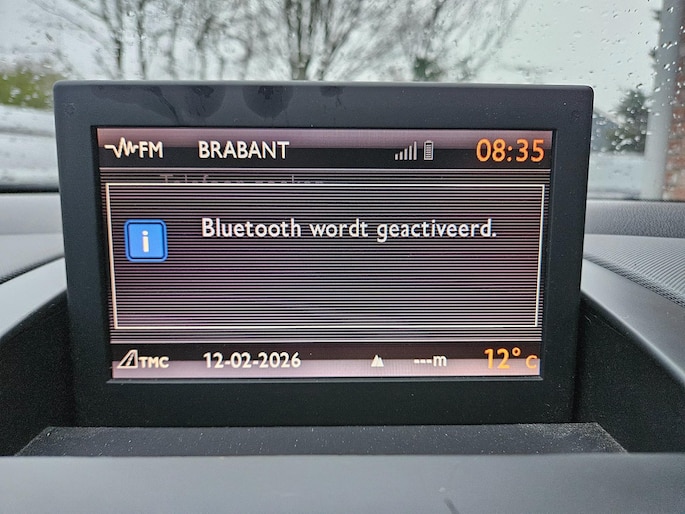 FM BRABANT 08:35
i Bluetooth wordt geactiveerd.
TMC 12-02-2026 ---m 12° C